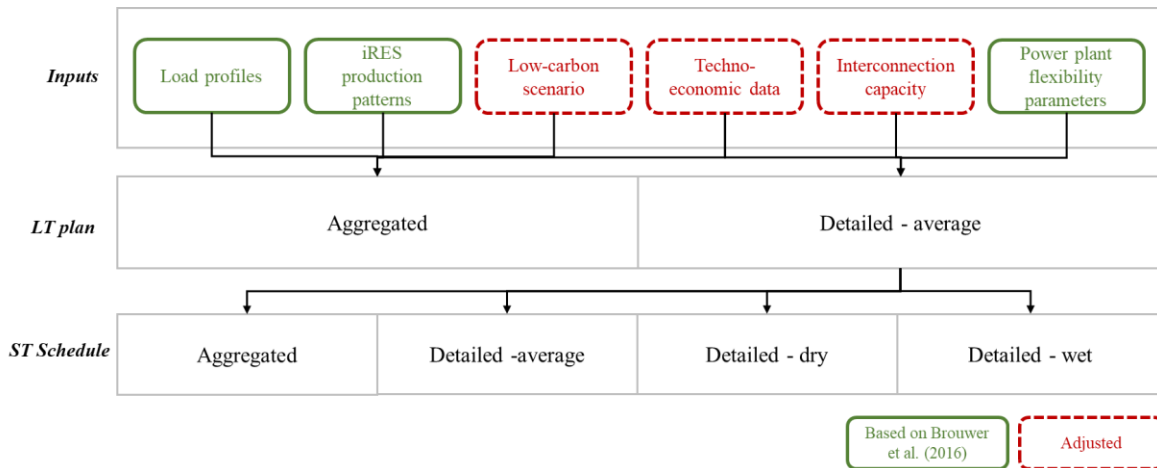 Inputs
Load profiles
iRES
production
patterns
Low-carbon
scenario
Techno-
economic data
Interconnection
capacity
Power plant
flexibility
parameters
LT plan
Aggregated
Detailed - average
ST Schedule
Aggregated
Detailed -average
Detailed - dry
Detailed - wet
Based on Brouwer
et al. (2016)
Adjusted